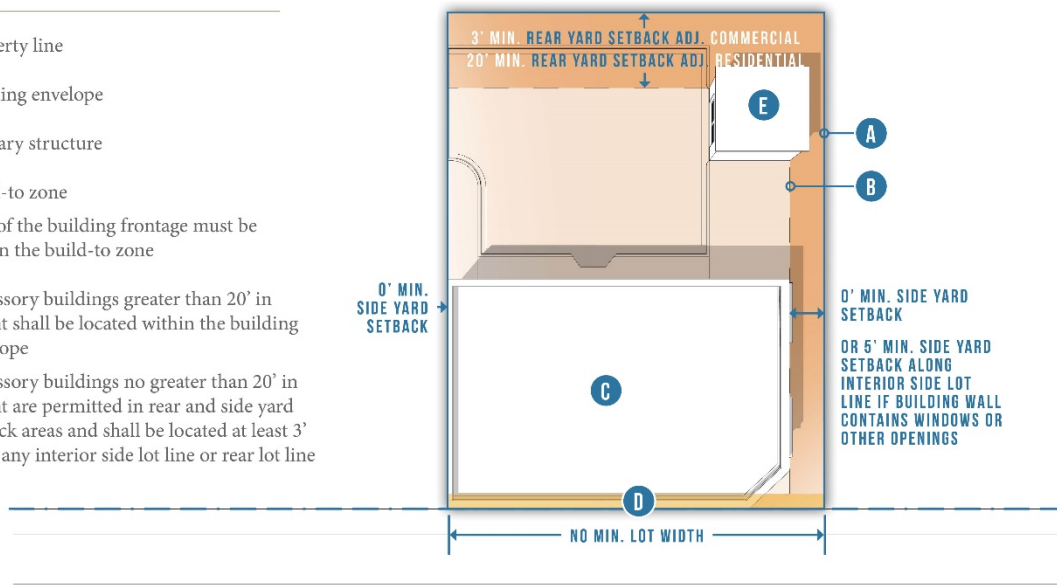 erty line
ing envelope
ary structure
-to zone
of the building frontage must be
n the build-to zone
ssory buildings greater than 20’ in
t shall be located within the building
ope
ssory buildings no greater than 20’ in
t are permitted in rear and side yard
ck areas and shall be located at least 3’
any interior side lot line or rear lot line
3' MIN. REAR YARD SETBACK ADJ. COMMERCIAL
20' MIN. REAR YARD SETBACK ADJ. RESIDENTIAL
E
A
B
0' MIN.
SIDE YARD
SETBACK
0' MIN. SIDE YARD
SETBACK
OR 5' MIN. SIDE YARD
SETBACK ALONG
INTERIOR SIDE LOT
LINE IF BUILDING WALL
CONTAINS WINDOWS OR
OTHER OPENINGS
C
D
NO MIN. LOT WIDTH